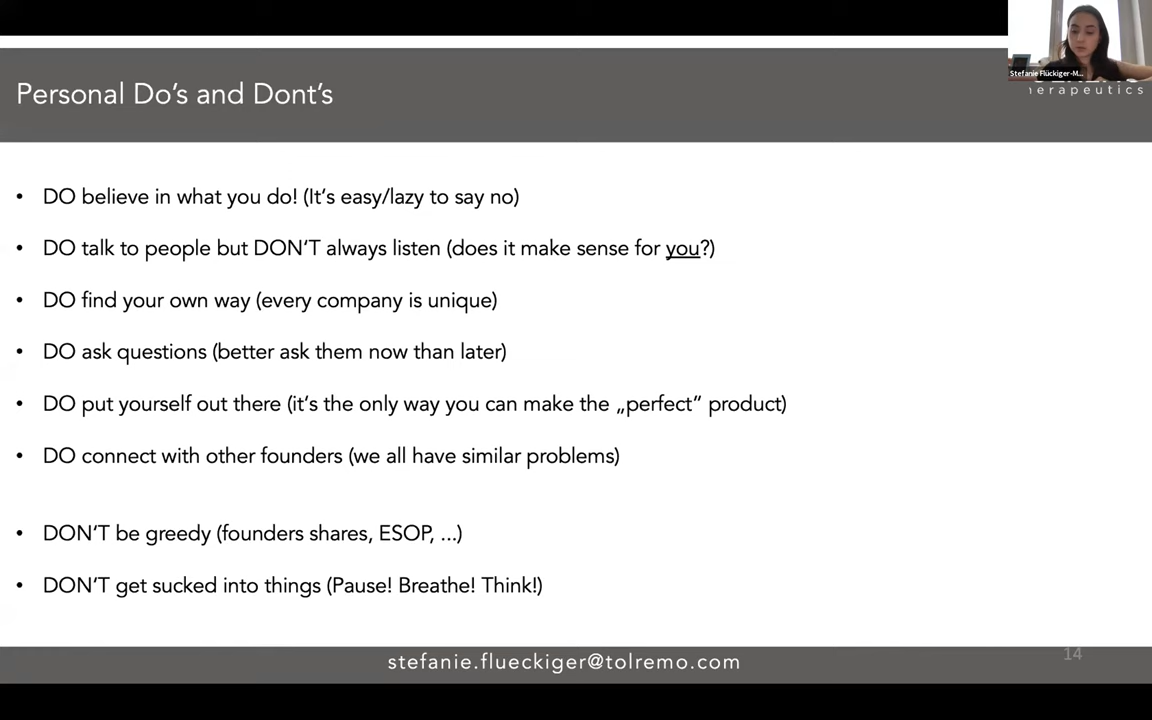 Stefanie Flückiger-M...
Personal Do's and Dont's
herapeutics
• DO believe in what you do! (It's easy/lazy to say no)
• DO talk to people but DON'T always listen (does it make sense for you?)
• DO find your own way (every company is unique)
• DO ask questions (better ask them now than later)
• DO put yourself out there (it's the only way you can make the „perfect“ product)
• DO connect with other founders (we all have similar problems)
• DON'T be greedy (founders shares, ESOP, ...)
• DON'T get sucked into things (Pause! Breathe! Think!)
stefanie.flueckiger@tolremo.com
14